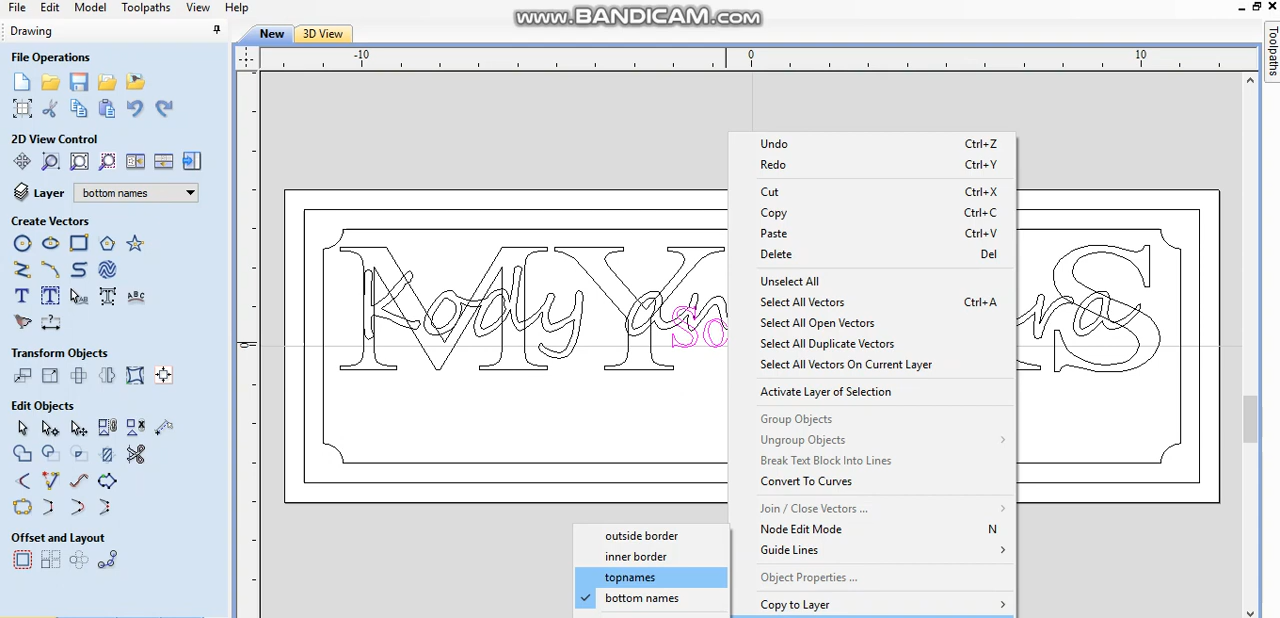 www.BANDICAM.com
File Edit Model Toolpaths View Help
Drawing
New 3D View
Toolpaths
File Operations
-10 0 10
2D View Control
Layer bottom names
Create Vectors
Transform Objects
Edit Objects
Offset and Layout
0
MY S
Kody an ra
So
Undo Ctrl+Z
Redo Ctrl+Y
Cut Ctrl+X
Copy Ctrl+C
Paste Ctrl+V
Delete Del
Unselect All
Select All Vectors Ctrl+A
Select All Open Vectors
Select All Duplicate Vectors
Select All Vectors On Current Layer
Activate Layer of Selection
Group Objects
Ungroup Objects
Break Text Block Into Lines
Convert To Curves
Join / Close Vectors ...
Node Edit Mode N
Guide Lines
Object Properties ...
Copy to Layer
outside border
inner border
topnames
bottom names